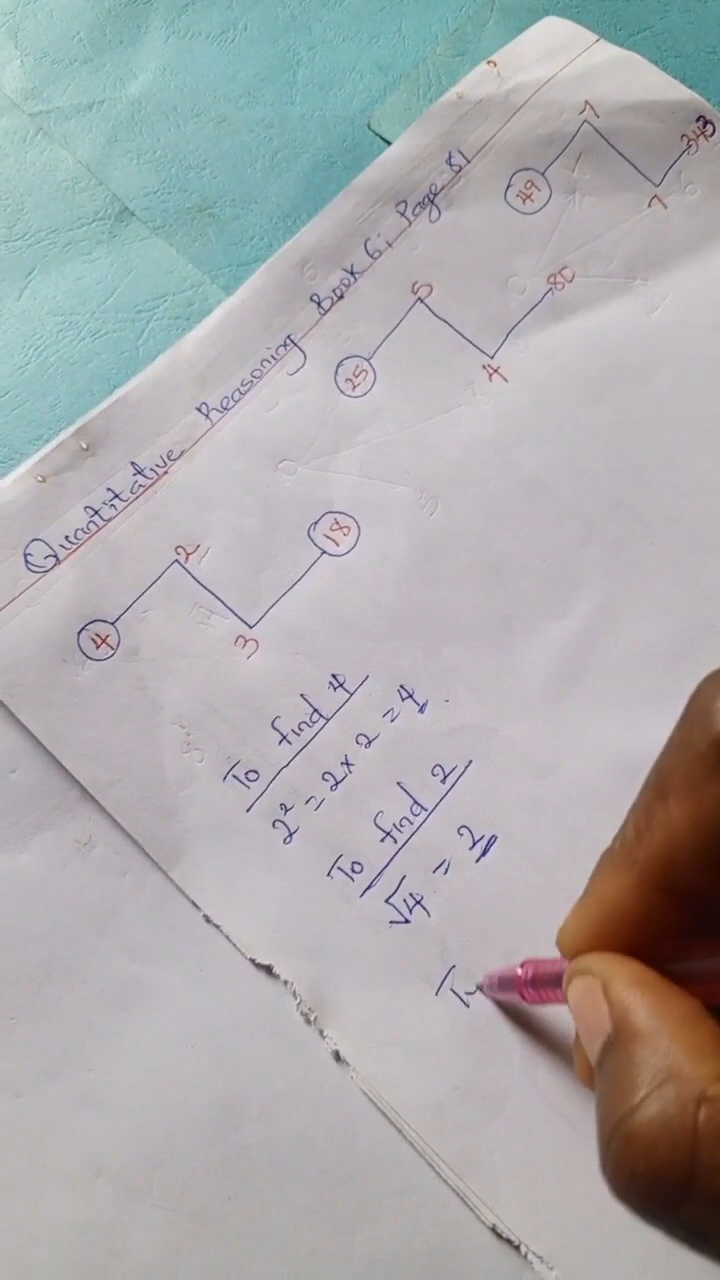 Quantitative Reasoning Book 6; Page 81
4 2 3 18
25 5 4 80
49 7 7 343
To find 4
2² = 2 x 2 = 4.
To find 2
√4 = 2